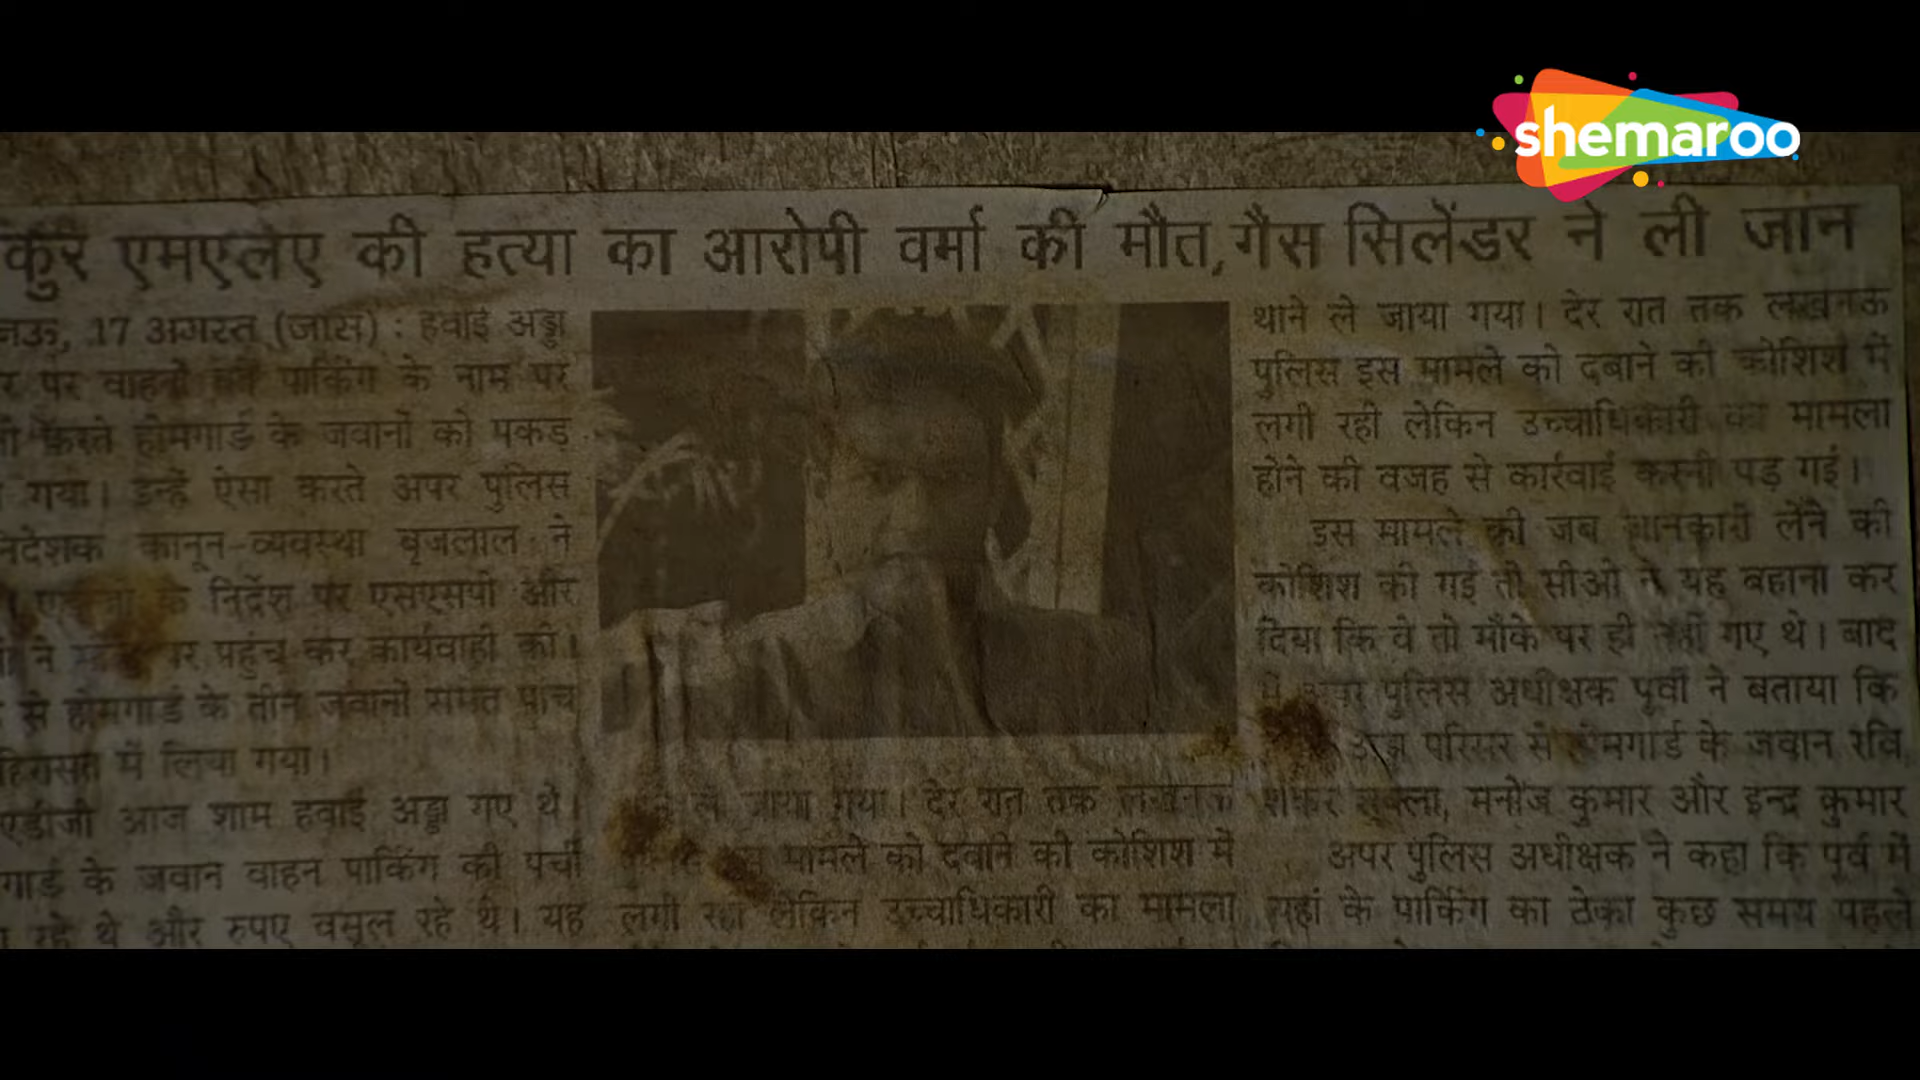 shemaroo
एमएलए की हत्या का आरोपी वर्मा की मौत, गैस सिलेंडर ने ली जान
17 अगस्त (जास) : हवाई अड्डा
पर वाहनों की पार्किंग के नाम पर
करते होमगार्ड के जवानों को पकड़
गया। इन्हें ऐसा करते अपर पुलिस
कानून-व्यवस्था बृजलाल ने
के निर्देश पर एसएसपी और
ने पर पहुंच कर कार्यवाही की।
से होमगार्ड के तीन जवानों समेत पांच
हिरासत में लिया गया।
एडीजी आज शाम हवाई अड्डा गए थे।
गार्ड के जवान वाहन पार्किंग की पर्ची
रहे थे और रुपए वसूल रहे थे। यह
ले जाया गया। देर रात तक लखनऊ
मामले को दबाने की कोशिश में
लगी रही लेकिन उच्चाधिकारी का मामला
थाने ले जाया गया। देर रात तक लखनऊ
पुलिस इस मामले को दबाने की कोशिश में
लगी रही लेकिन उच्चाधिकारी का मामला
होने की वजह से कार्रवाई करनी पड़ गई।
इस मामले की जब जानकारी लेने की
कोशिश की गई तो सीओ ने यह बहाना कर
दिया कि वे तो मौके पर ही नहीं गए थे। बाद
में अपर पुलिस अधीक्षक पूर्वी ने बताया कि
परिसर से होमगार्ड के जवान रवि
शंकर शुक्ला, मनोज कुमार और इन्द्र कुमार
अपर पुलिस अधीक्षक ने कहा कि पूर्व में
यहां के पार्किंग का ठेका कुछ समय पहले